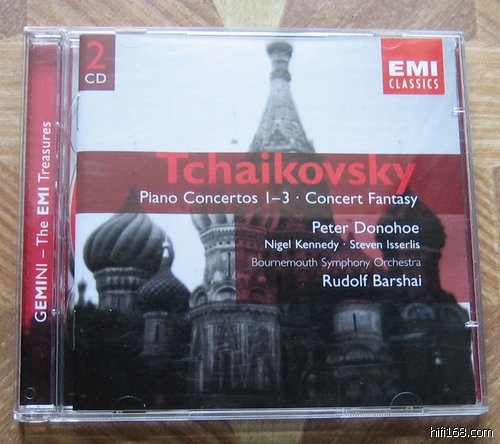 2
CD
EMI
CLASSICS
GEMINI – The EMI Treasures
Tchaikovsky
Piano Concertos 1–3 · Concert Fantasy
Peter Donohoe
Nigel Kennedy · Steven Isserlis
Bournemouth Symphony Orchestra
Rudolf Barshai
hifi168.com